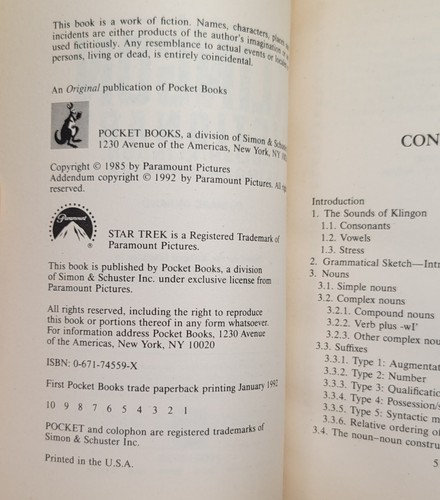 This book is a work of fiction. Names, characters, places
incidents are either products of the author's imagination
used fictitiously. Any resemblance to actual events or
persons, living or dead, is entirely coincidental.
An Original publication of Pocket Books
POCKET BOOKS, a division of Simon &
1230 Avenue of the Americas, New York, NY
Copyright © 1985 by Paramount Pictures
Addendum copyright © 1992 by Paramount Pictures. All
reserved.
Paramount
®
STAR TREK is a Registered Trademark of
Paramount Pictures.
This book is published by Pocket Books, a division
of Simon & Schuster Inc. under exclusive license from
Paramount Pictures.
All rights reserved, including the right to reproduce
this book or portions thereof in any form whatsoever.
For information address Pocket Books, 1230 Avenue
of the Americas, New York, NY 10020
ISBN: 0-671-74559-X
First Pocket Books trade paperback printing January 1992
10 9 8 7 6 5 4 3 2 1
POCKET and colophon are registered trademarks of
Simon & Schuster Inc.
Printed in the U.S.A.
CON
Introduction
1. The Sounds of Klingon
1.1. Consonants
1.2. Vowels
1.3. Stress
2. Grammatical Sketch—Intr
3. Nouns
3.1. Simple nouns
3.2. Complex nouns
3.2.1. Compound nouns
3.2.2. Verb plus -wI'
3.2.3. Other complex nou
3.3. Suffixes
3.3.1. Type 1: Augmentat
3.3.2. Type 2: Number
3.3.3. Type 3: Qualificatio
3.3.4. Type 4: Possession/s
3.3.5. Type 5: Syntactic m
3.3.6. Relative ordering of
3.4. The noun–noun constru
5